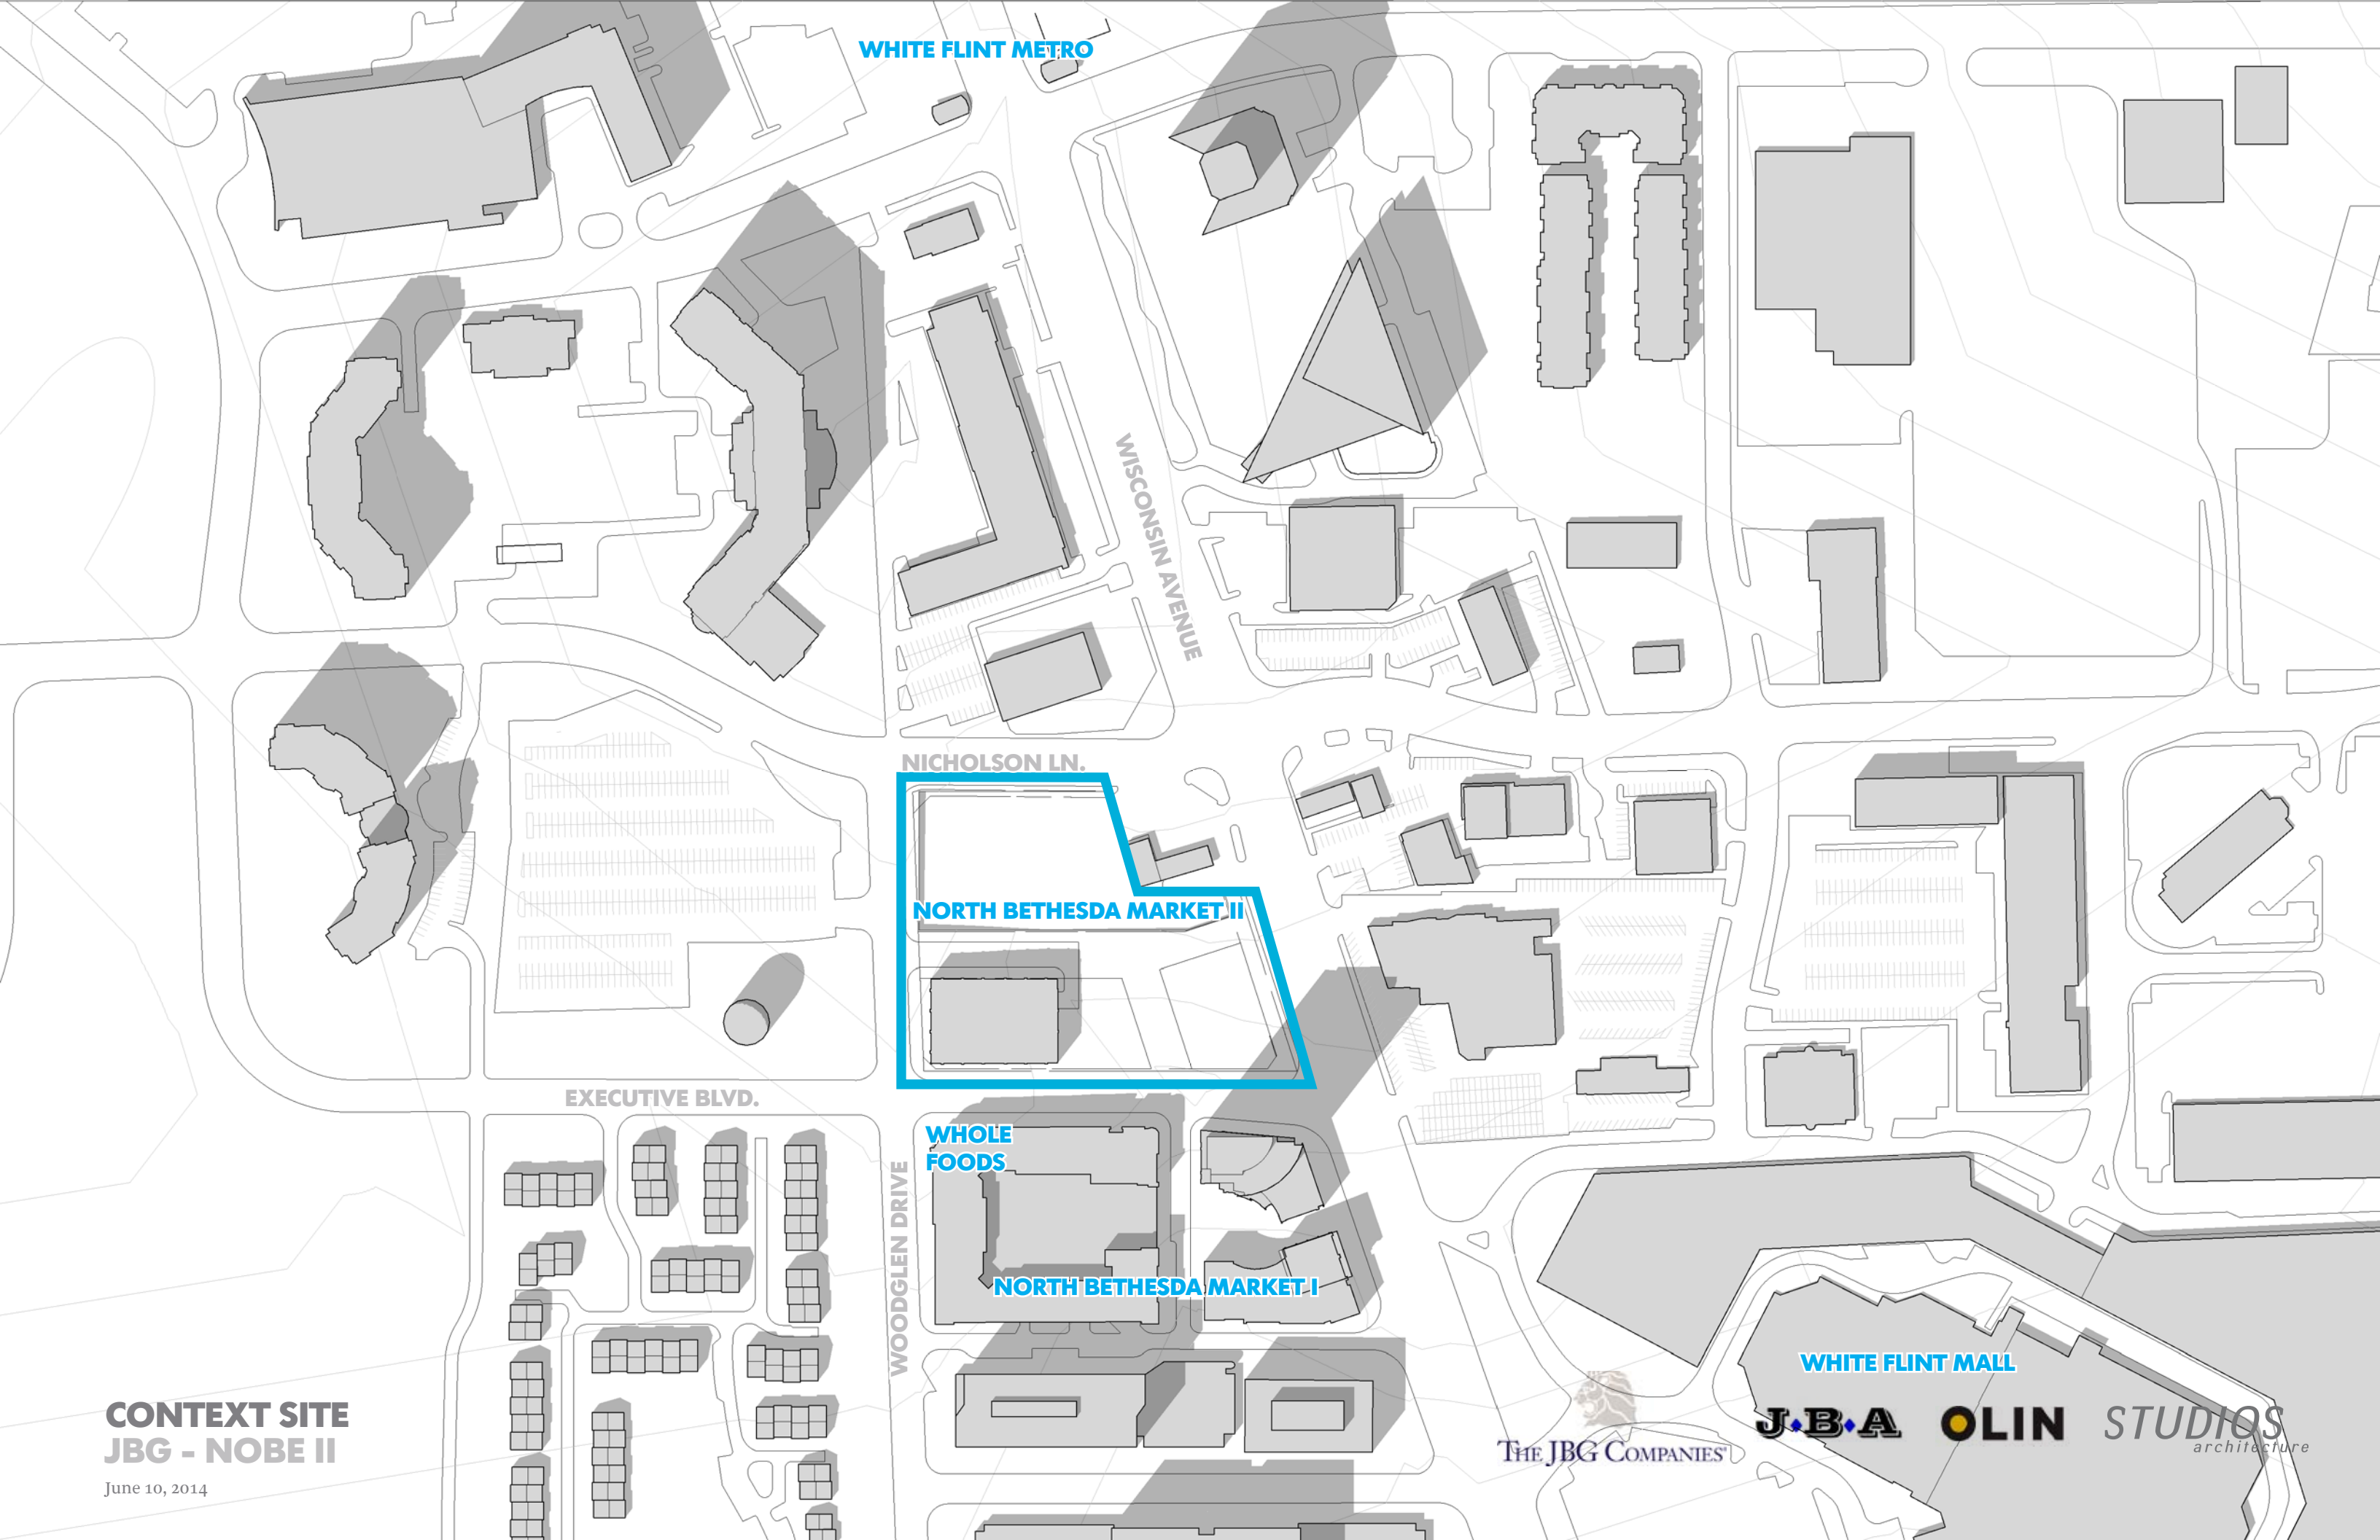 WHITE FLINT METRO
WISCONSIN AVENUE
NICHOLSON LN.
NORTH BETHESDA MARKET II
EXECUTIVE BLVD.
WHOLE
FOODS
WOODGLEN DRIVE
NORTH BETHESDA MARKET I
WHITE FLINT MALL
CONTEXT SITE
JBG - NOBE II
June 10, 2014
THE JBG COMPANIES
J♦B♦A
OLIN
STUDIOS
architecture